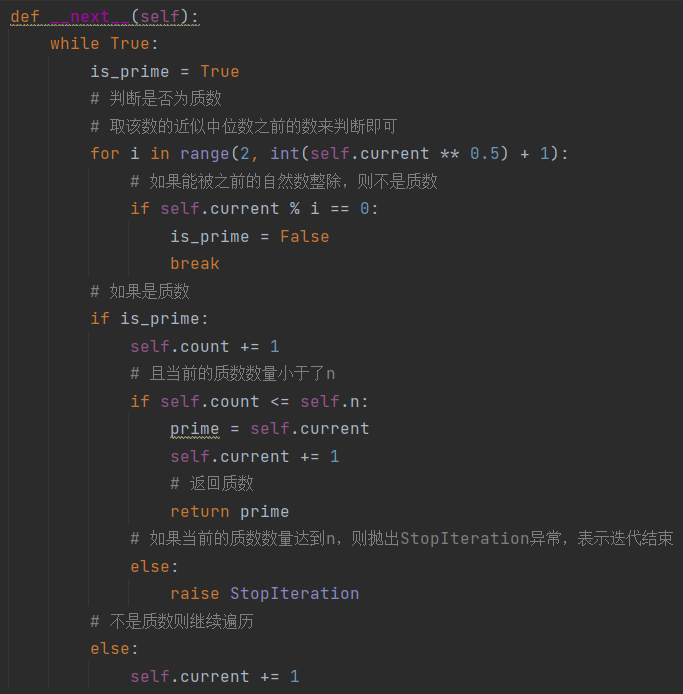 def __next__(self):
    while True:
        is_prime = True
        # 判断是否为质数
        # 取该数的近似中位数之前的数来判断即可
        for i in range(2, int(self.current ** 0.5) + 1):
            # 如果能被之前的自然数整除，则不是质数
            if self.current % i == 0:
                is_prime = False
                break
        # 如果是质数
        if is_prime:
            self.count += 1
            # 且当前的质数数量小于了n
            if self.count <= self.n:
                prime = self.current
                self.current += 1
                # 返回质数
                return prime
            # 如果当前的质数数量达到n，则抛出StopIteration异常，表示迭代结束
            else:
                raise StopIteration
        # 不是质数则继续遍历
        else:
            self.current += 1